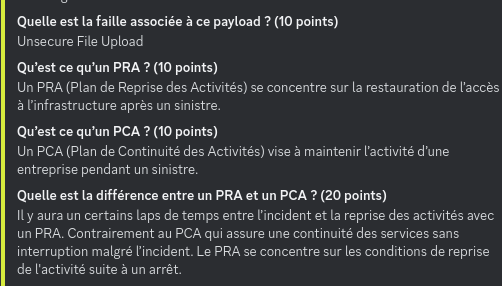 Quelle est la faille associée à ce payload ? (10 points)
Unsecure File Upload
Qu'est ce qu'un PRA ? (10 points)
Un PRA (Plan de Reprise des Activités) se concentre sur la restauration de l'accès
à l'infrastructure après un sinistre.
Qu'est ce qu'un PCA ? (10 points)
Un PCA (Plan de Continuité des Activités) vise à maintenir l'activité d'une
entreprise pendant un sinistre.
Quelle est la différence entre un PRA et un PCA ? (20 points)
Il y aura un certains laps de temps entre l'incident et la reprise des activités avec
un PRA. Contrairement au PCA qui assure une continuité des services sans
interruption malgré l'incident. Le PRA se concentre sur les conditions de reprise
de l'activité suite à un arrêt.